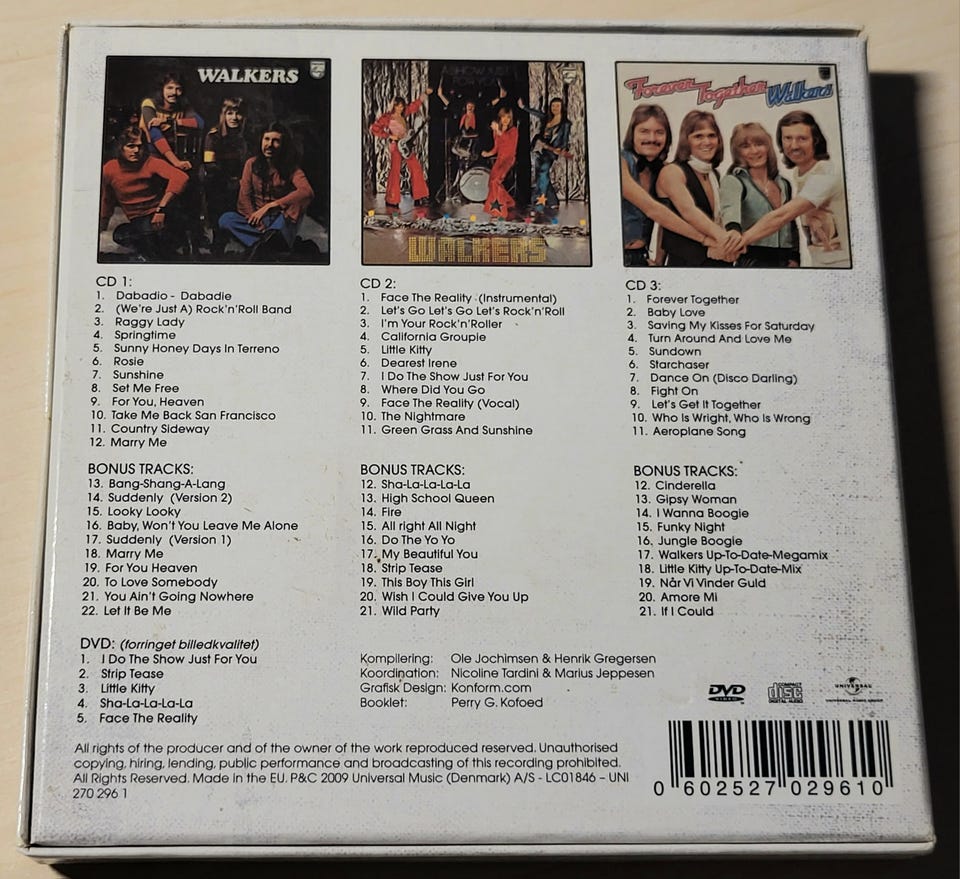 WALKERS
WALKERS
Forever Together Walkers
CD 1:
1. Dabadio - Dabadie
2. (We're Just A) Rock'n'Roll Band
3. Raggy Lady
4. Springtime
5. Sunny Honey Days In Terreno
6. Rosie
7. Sunshine
8. Set Me Free
9. For You, Heaven
10. Take Me Back San Francisco
11. Country Sideway
12. Marry Me
BONUS TRACKS:
13. Bang-Shang-A-Lang
14. Suddenly (Version 2)
15. Looky Looky
16. Baby, Won't You Leave Me Alone
17. Suddenly (Version 1)
18. Marry Me
19. For You Heaven
20. To Love Somebody
21. You Ain't Going Nowhere
22. Let It Be Me
CD 2:
1. Face The Reality (Instrumental)
2. Let's Go Let's Go Let's Rock'n'Roll
3. I'm Your Rock'n'Roller
4. California Groupie
5. Little Kitty
6. Dearest Irene
7. I Do The Show Just For You
8. Where Did You Go
9. Face The Reality (Vocal)
10. The Nightmare
11. Green Grass And Sunshine
BONUS TRACKS:
12. Sha-La-La-La-La
13. High School Queen
14. Fire
15. All right All Night
16. Do The Yo Yo
17. My Beautiful You
18. Strip Tease
19. This Boy This Girl
20. Wish I Could Give You Up
21. Wild Party
CD 3:
1. Forever Together
2. Baby Love
3. Saving My Kisses For Saturday
4. Turn Around And Love Me
5. Sundown
6. Starchaser
7. Dance On (Disco Darling)
8. Fight On
9. Let's Get It Together
10. Who Is Wright, Who Is Wrong
11. Aeroplane Song
BONUS TRACKS:
12. Cinderella
13. Gipsy Woman
14. I Wanna Boogie
15. Funky Night
16. Jungle Boogie
17. Walkers Up-To-Date-Megamix
18. Little Kitty Up-To-Date-Mix
19. Når Vi Vinder Guld
20. Amore Mi
21. If I Could
DVD: (forringet billedkvalitet)
1. I Do The Show Just For You
2. Strip Tease
3. Little Kitty
4. Sha-La-La-La-La
5. Face The Reality
Kompilering: Ole Jochimsen & Henrik Gregersen
Koordination: Nicoline Tardini & Marius Jeppesen
Grafisk Design: Konform.com
Booklet: Perry G. Kofoed
DVD
VIDEO
COMPACT
disc
DIGITAL AUDIO
UNIVERSAL
UNIVERSAL MUSIC GROUP
All rights of the producer and of the owner of the work reproduced reserved. Unauthorised
copying, hiring, lending, public performance and broadcasting of this recording prohibited.
All Rights Reserved. Made in the EU. P&C 2009 Universal Music (Denmark) A/S - LC01846 - UNI
270 296 1
0 602527 029610